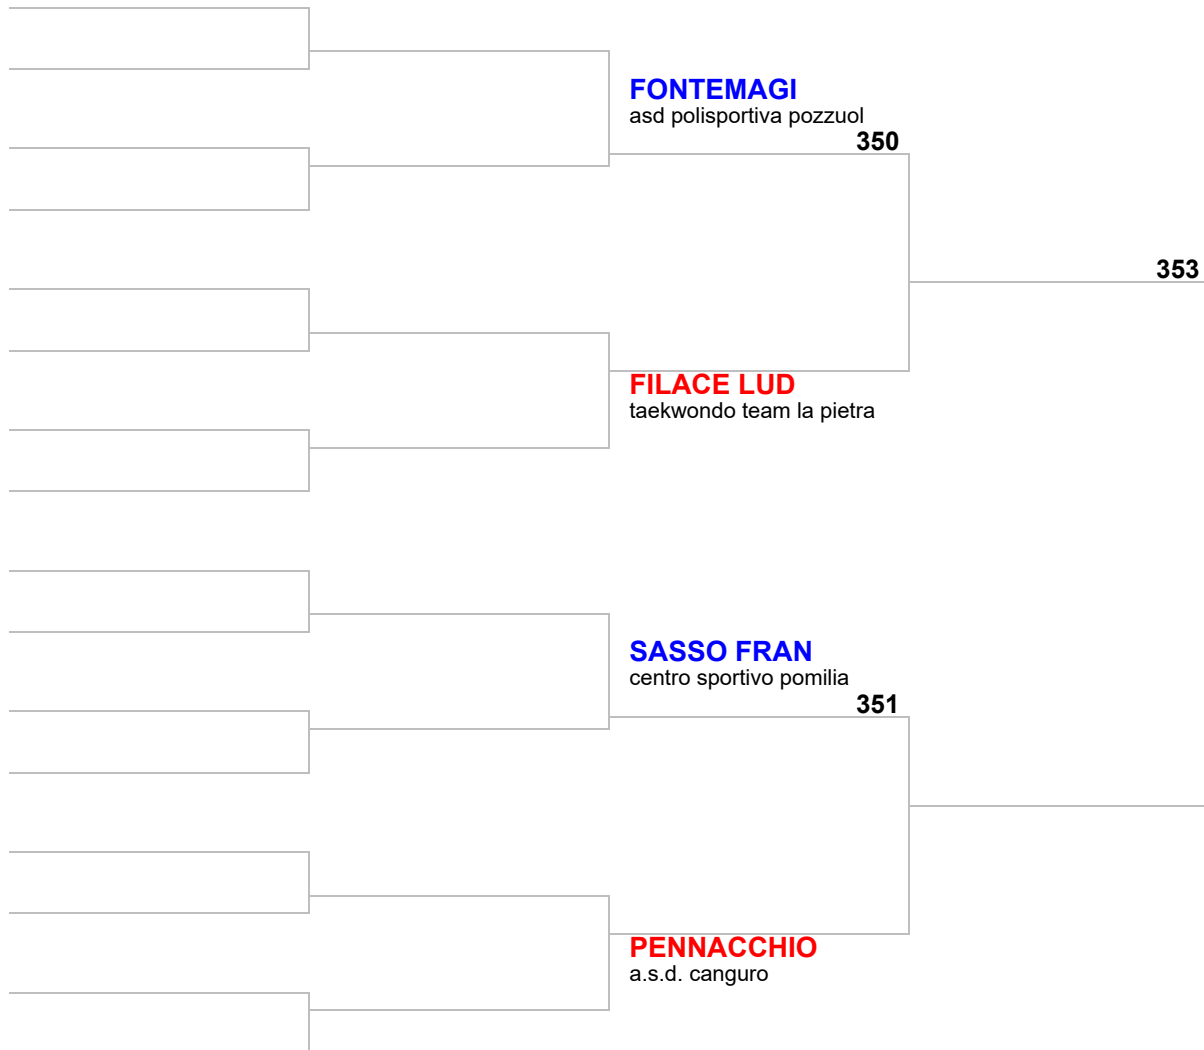 FONTEMAGI
asd polisportiva pozzuol
350
353
FILACE LUD
taekwondo team la pietra
SASSO FRAN
centro sportivo pomilia
351
PENNACCHIO
a.s.d. canguro